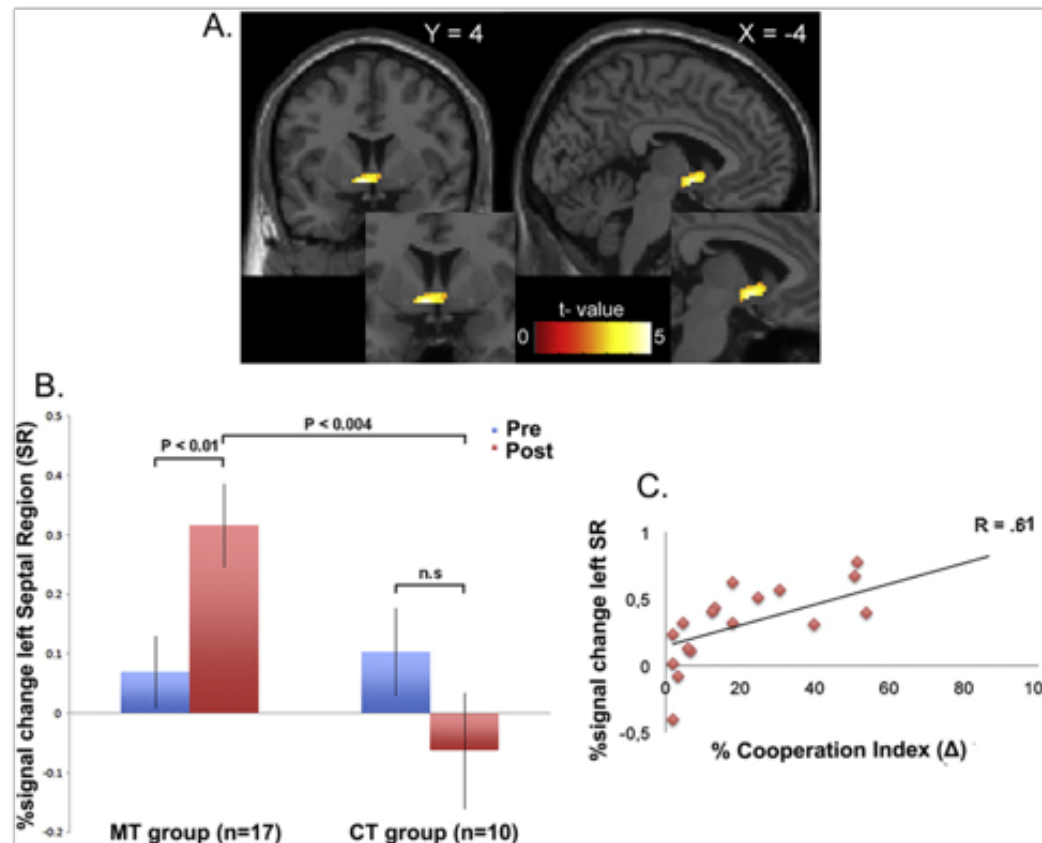 A.
Y = 4
X = -4
t- value
0
5
B.
%signal change left Septal Region (SR)
0.5
0.4
0.3
0.2
0.1
0
-0.1
-0.2
P < 0.01
P < 0.004
n.s
Pre
Post
MT group (n=17)
CT group (n=10)
C.
R = .61
%signal change left SR
1
0,5
0
-0,5
0
20
40
60
80
10
% Cooperation Index (Δ)